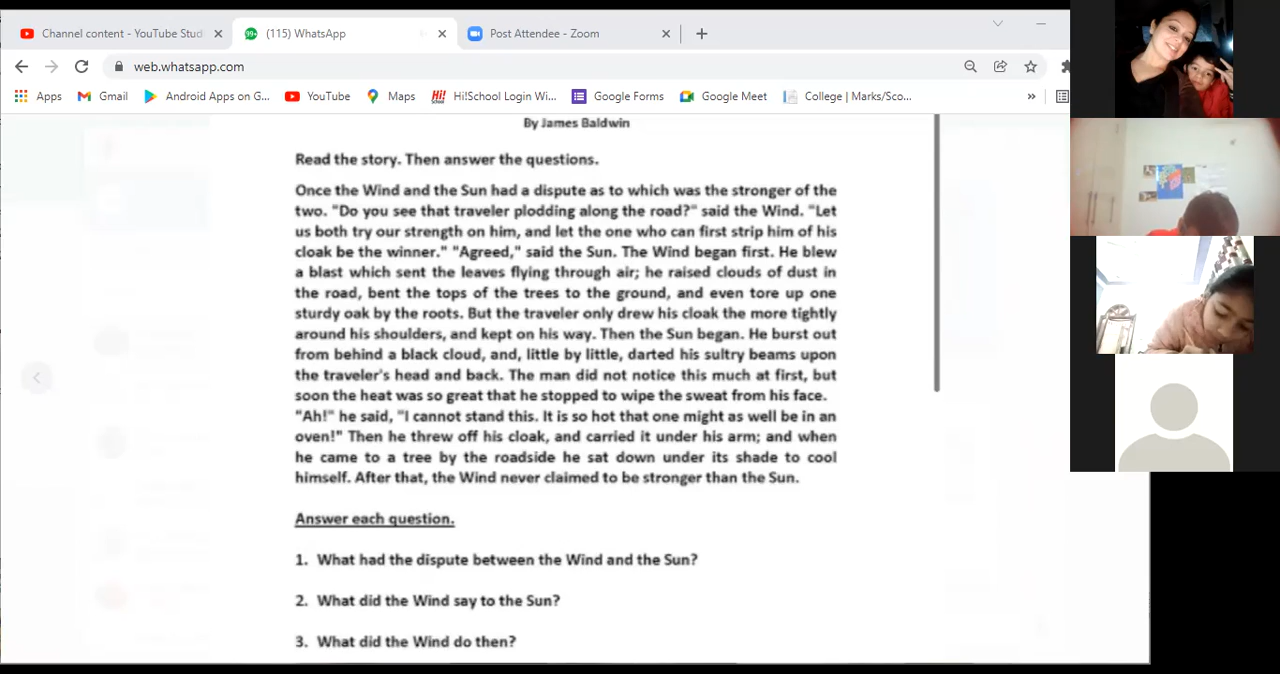 Channel content - YouTube Stud
99+
(115) WhatsApp
Post Attendee - Zoom
web.whatsapp.com
Apps
Gmail
Android Apps on G...
YouTube
Maps
Hi!
Hi!School Login Wi...
Google Forms
Google Meet
College | Marks/Sco...
»
By James Baldwin
Read the story. Then answer the questions.
Once the Wind and the Sun had a dispute as to which was the stronger of the
two. "Do you see that traveler plodding along the road?" said the Wind. "Let
us both try our strength on him, and let the one who can first strip him of his
cloak be the winner." "Agreed," said the Sun. The Wind began first. He blew
a blast which sent the leaves flying through air; he raised clouds of dust in
the road, bent the tops of the trees to the ground, and even tore up one
sturdy oak by the roots. But the traveler only drew his cloak the more tightly
around his shoulders, and kept on his way. Then the Sun began. He burst out
from behind a black cloud, and, little by little, darted his sultry beams upon
the traveler's head and back. The man did not notice this much at first, but
soon the heat was so great that he stopped to wipe the sweat from his face.
"Ah!" he said, "I cannot stand this. It is so hot that one might as well be in an
oven!" Then he threw off his cloak, and carried it under his arm; and when
he came to a tree by the roadside he sat down under its shade to cool
himself. After that, the Wind never claimed to be stronger than the Sun.
Answer each question.
1. What had the dispute between the Wind and the Sun?
2. What did the Wind say to the Sun?
3. What did the Wind do then?